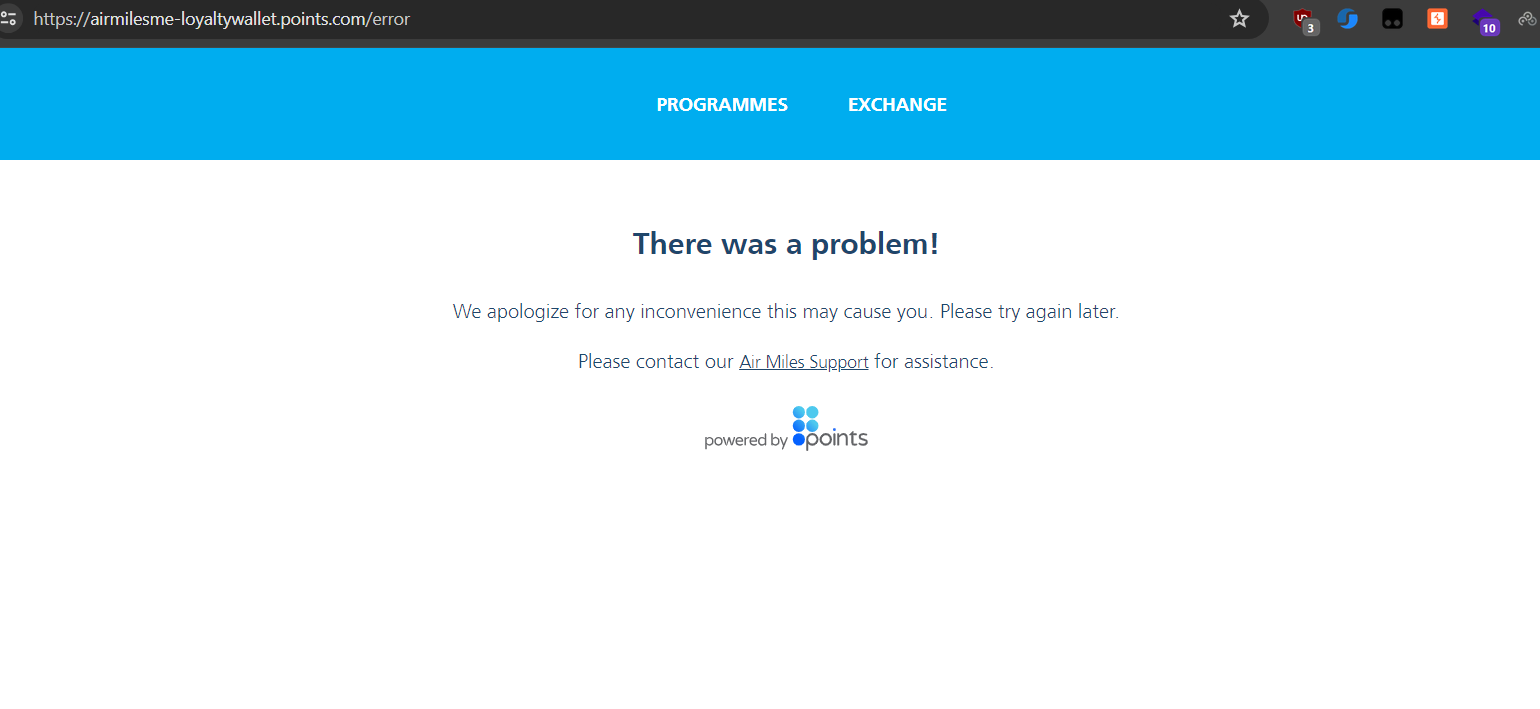 https://airmilesme-loyaltywallet.points.com/error
3
10
PROGRAMMES EXCHANGE
There was a problem!
We apologize for any inconvenience this may cause you. Please try again later.
Please contact our Air Miles Support for assistance.
powered by points